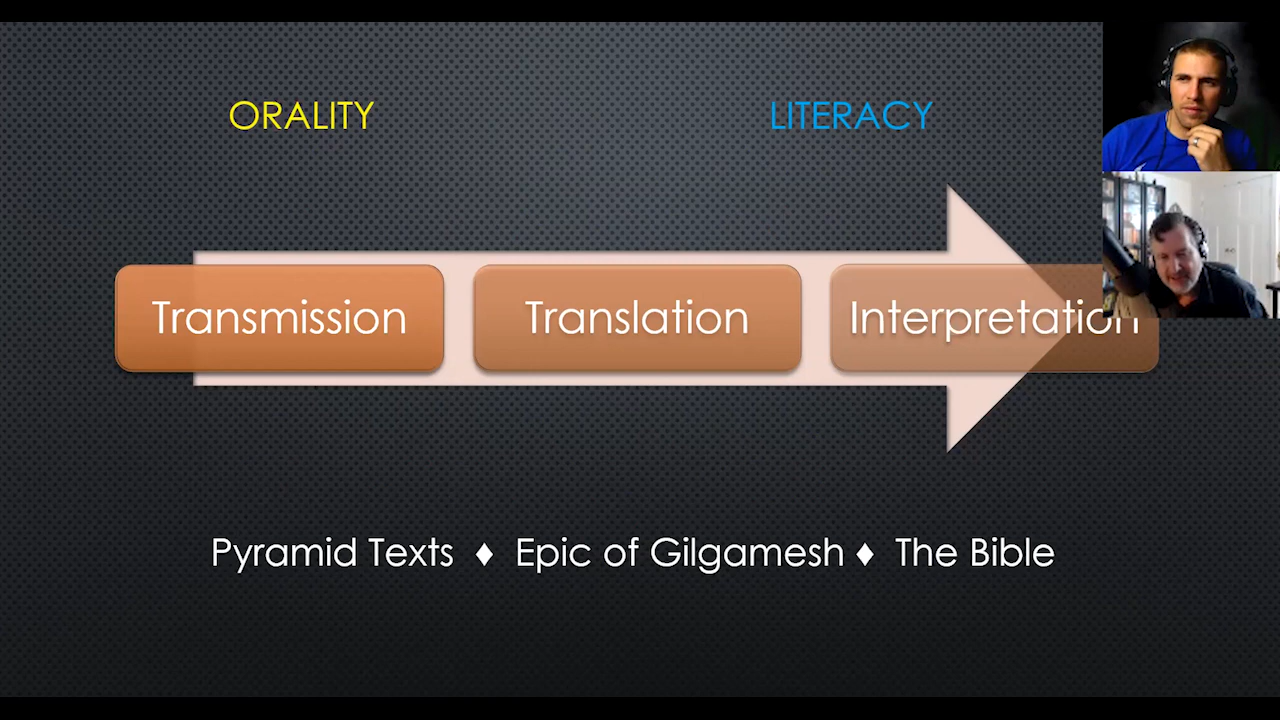 ORALITY LITERACY
Transmission Translation Interpretation
Pyramid Texts ♦ Epic of Gilgamesh ♦ The Bible